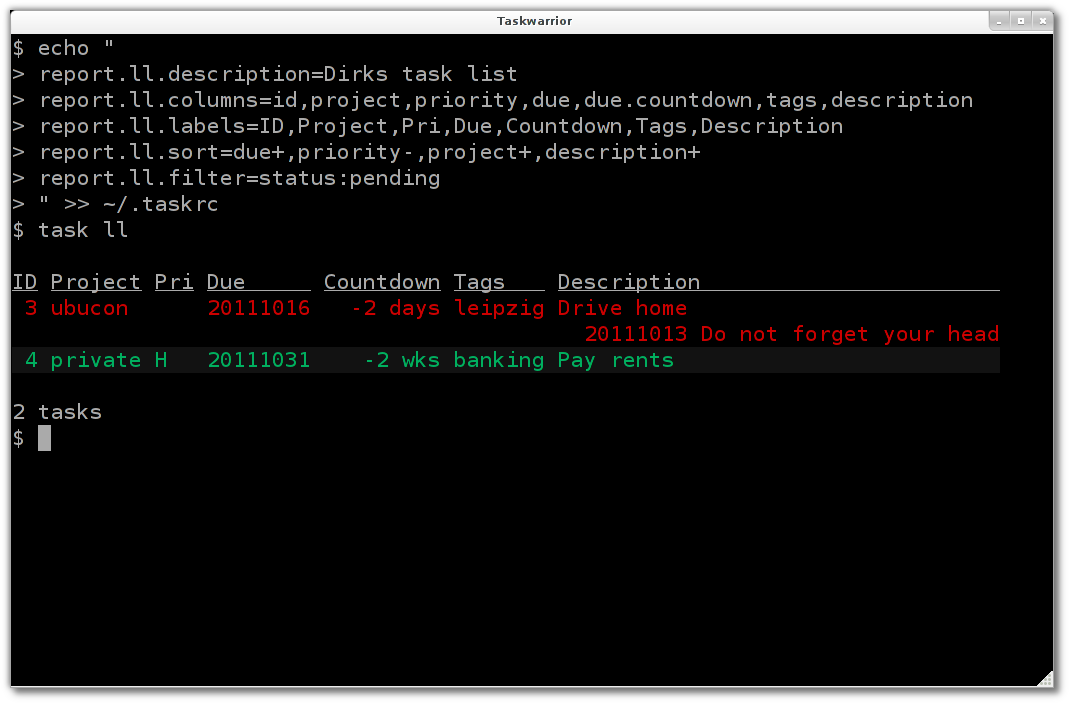 Taskwarrior
$ echo "
> report.ll.description=Dirks task list
> report.ll.columns=id,project,priority,due,due.countdown,tags,description
> report.ll.labels=ID,Project,Pri,Due,Countdown,Tags,Description
> report.ll.sort=due+,priority-,project+,description+
> report.ll.filter=status:pending
> " >> ~/.taskrc
$ task ll
ID Project Pri Due      Countdown Tags    Description
 3 ubucon      20111016   -2 days leipzig Drive home
                                            20111013 Do not forget your head
 4 private H   20111031    -2 wks banking Pay rents
2 tasks
$